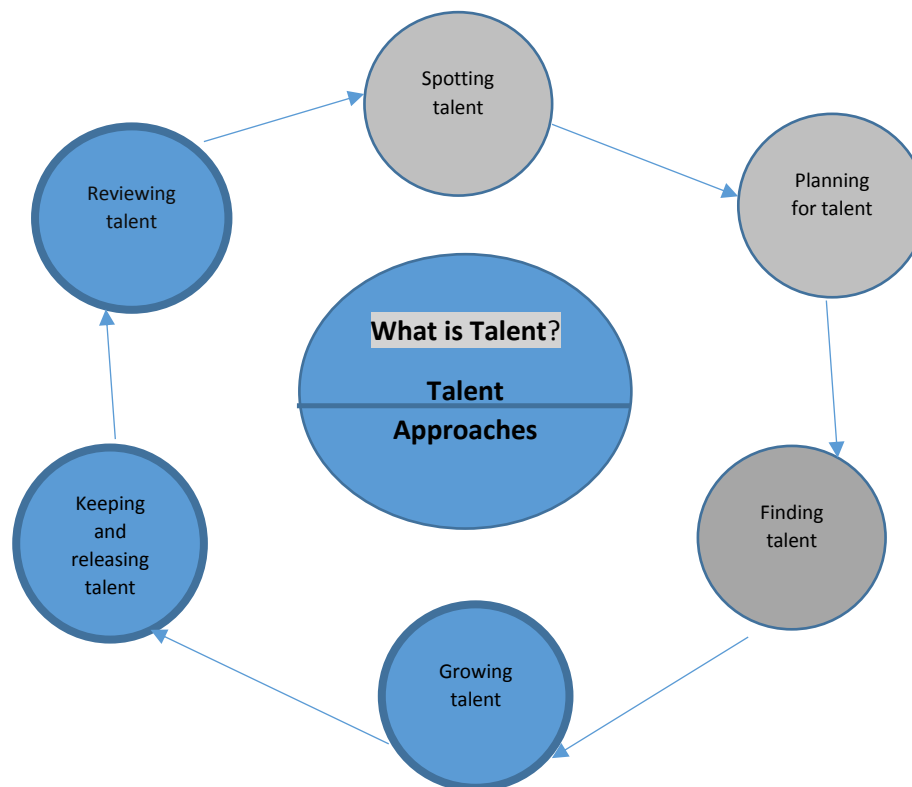 Spotting
talent
Planning
for talent
Finding
talent
Growing
talent
Keeping
and
releasing
talent
Reviewing
talent
What is Talent?
Talent
Approaches